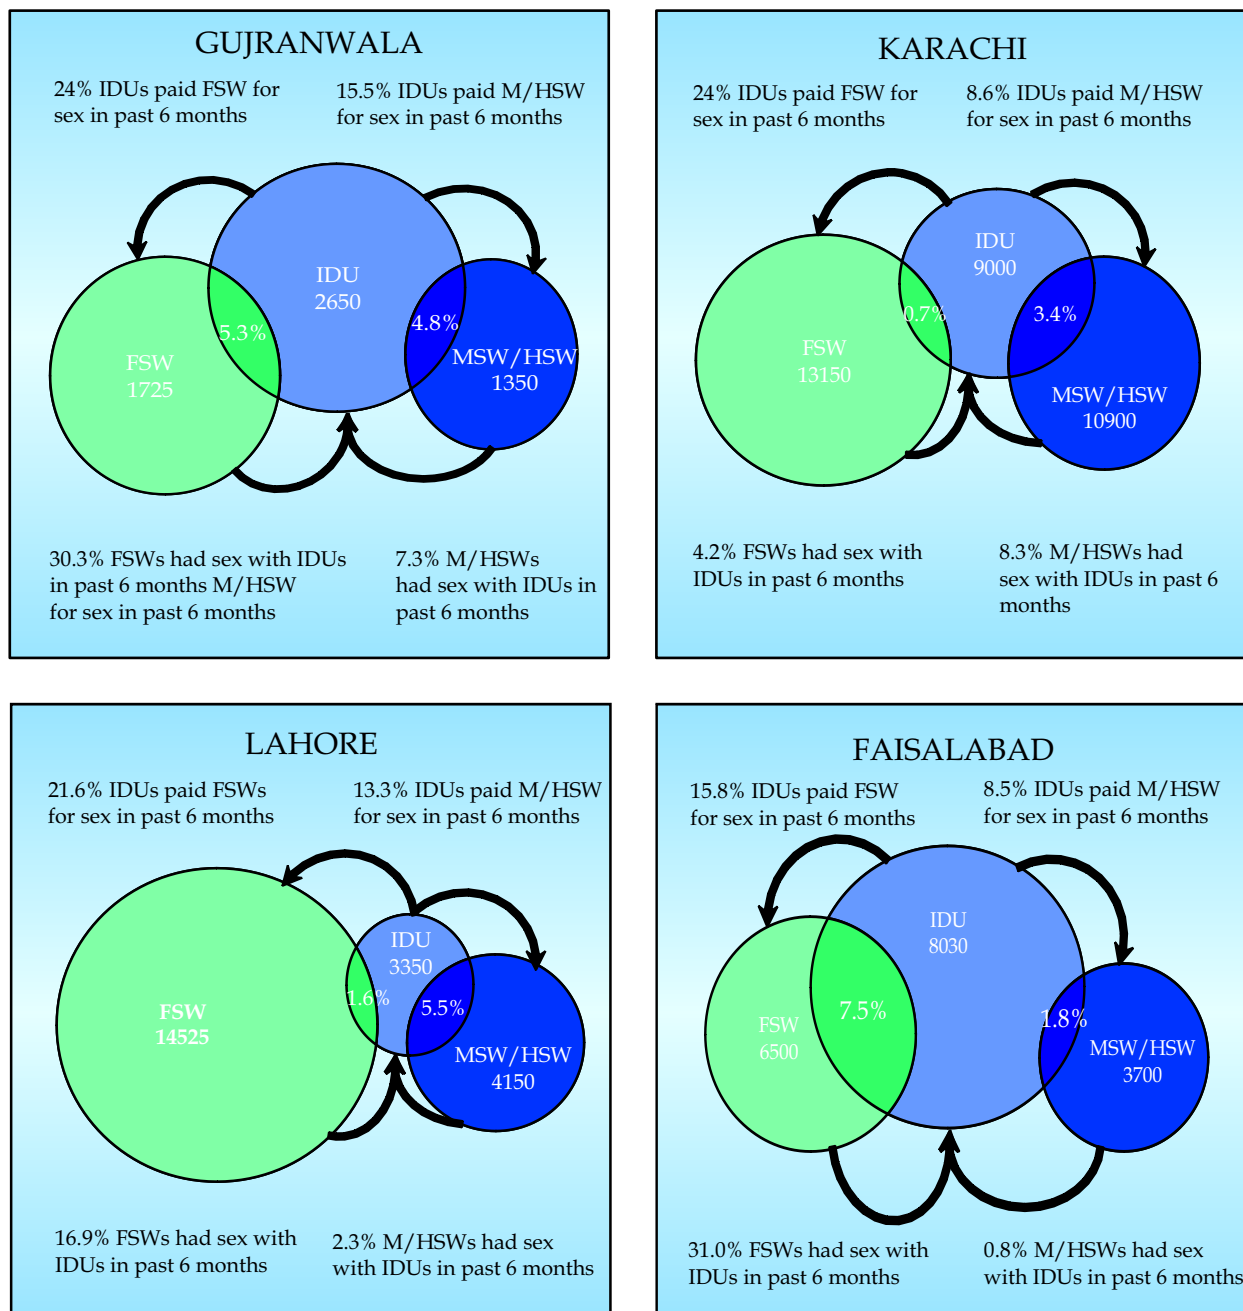 GUJRANWALA
24% IDUs paid FSW for
sex in past 6 months
15.5% IDUs paid M/HSW
for sex in past 6 months
IDU
2650
5.3%
4.8%
FSW
1725
MSW/HSW
1350
30.3% FSWs had sex with IDUs
in past 6 months M/HSW
for sex in past 6 months
7.3% M/HSWs
had sex with IDUs in
past 6 months
KARACHI
24% IDUs paid FSW for
sex in past 6 months
8.6% IDUs paid M/HSW
for sex in past 6 months
IDU
9000
0.7%
3.4%
FSW
13150
MSW/HSW
10900
4.2% FSWs had sex with
IDUs in past 6 months
8.3% M/HSWs had
sex with IDUs in past 6
months
LAHORE
21.6% IDUs paid FSWs
for sex in past 6 months
13.3% IDUs paid M/HSW
for sex in past 6 months
IDU
3350
1.6%
5.5%
FSW
14525
MSW/HSW
4150
16.9% FSWs had sex with
IDUs in past 6 months
2.3% M/HSWs had sex
with IDUs in past 6 months
FAISALABAD
15.8% IDUs paid FSW
for sex in past 6 months
8.5% IDUs paid M/HSW
for sex in past 6 months
IDU
8030
7.5%
1.8%
FSW
6500
MSW/HSW
3700
31.0% FSWs had sex with
IDUs in past 6 months
0.8% M/HSWs had sex
with IDUs in past 6 months